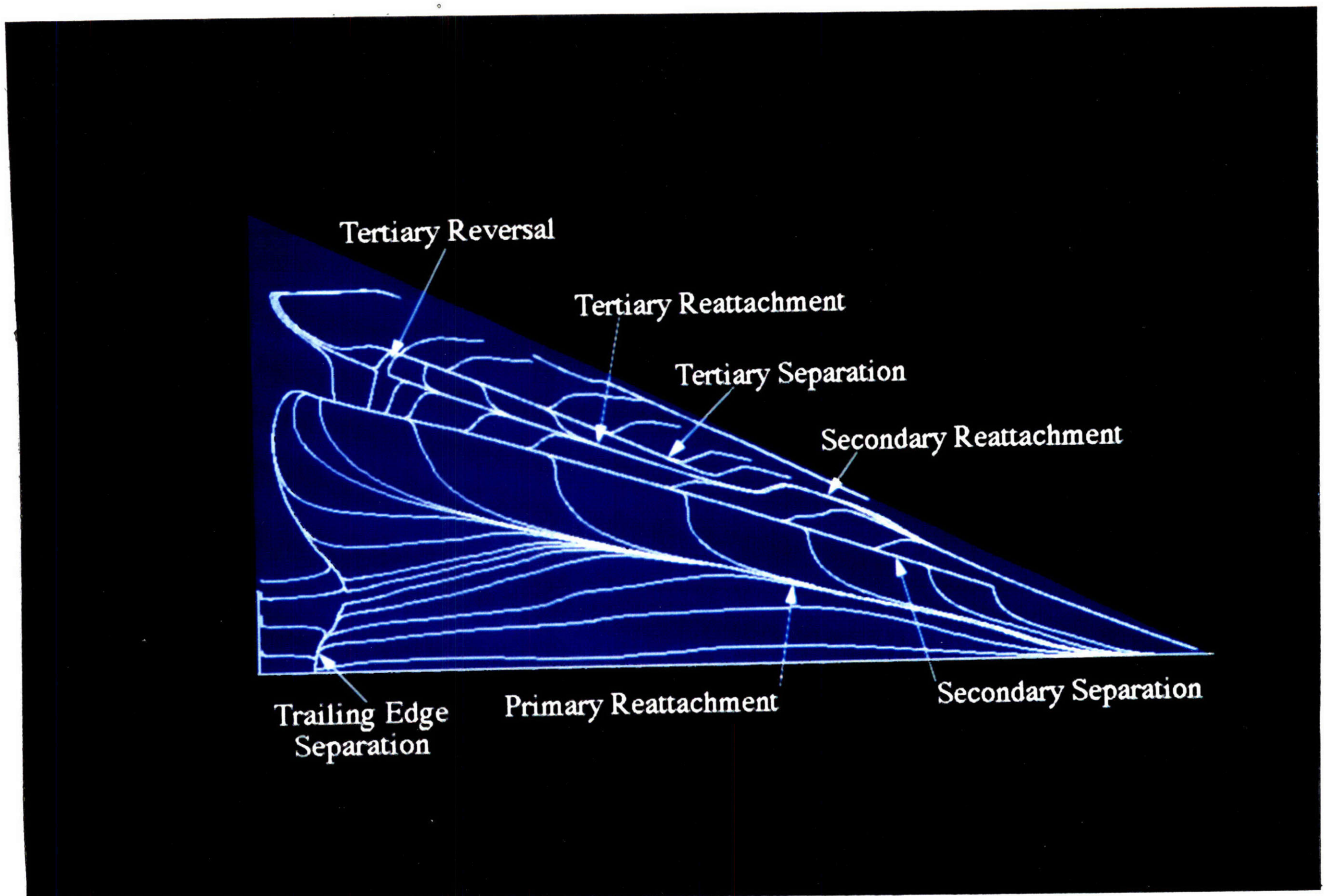 Tertiary Reversal
Tertiary Reattachment
Tertiary Separation
Secondary Reattachment
Secondary Separation
Primary Reattachment
Trailing Edge
Separation